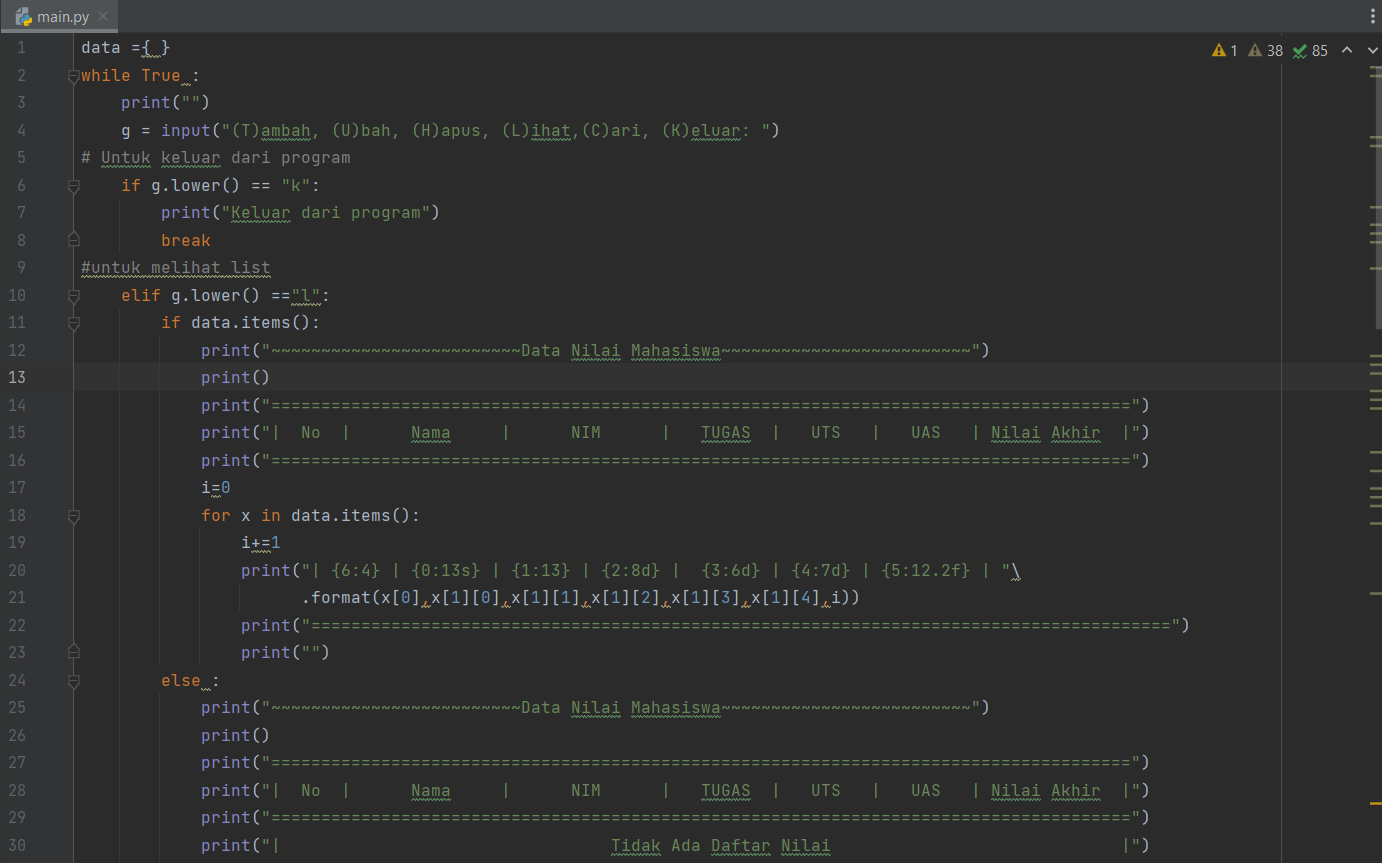 main.py
1 38 85
1 data ={ }
2 while True :
3     print("")
4     g = input("(T)ambah, (U)bah, (H)apus, (L)ihat,(C)ari, (K)eluar: ")
5 # Untuk keluar dari program
6     if g.lower() == "k":
7         print("Keluar dari program")
8         break
9 #untuk melihat list
10     elif g.lower() =="l":
11         if data.items():
12             print("~~~~~~~~~~~~~~~~~~~~~~~~~Data Nilai Mahasiswa~~~~~~~~~~~~~~~~~~~~~~~~~")
13             print()
14             print("======================================================================================")
15             print("|  No  |      Nama     |      NIM      |   TUGAS  |   UTS   |   UAS   | Nilai Akhir  |")
16             print("======================================================================================")
17             i=0
18             for x in data.items():
19                 i+=1
20                 print("| {6:4} | {0:13s} | {1:13} | {2:8d} |  {3:6d} | {4:7d} | {5:12.2f} | "\
21                       .format(x[0],x[1][0],x[1][1],x[1][2],x[1][3],x[1][4],i))
22                 print("======================================================================================")
23                 print("")
24         else :
25             print("~~~~~~~~~~~~~~~~~~~~~~~~~Data Nilai Mahasiswa~~~~~~~~~~~~~~~~~~~~~~~~~")
26             print()
27             print("======================================================================================")
28             print("|  No  |      Nama     |      NIM      |   TUGAS  |   UTS   |   UAS   | Nilai Akhir  |")
29             print("======================================================================================")
30             print("|                                 Tidak Ada Daftar Nilai                             |")